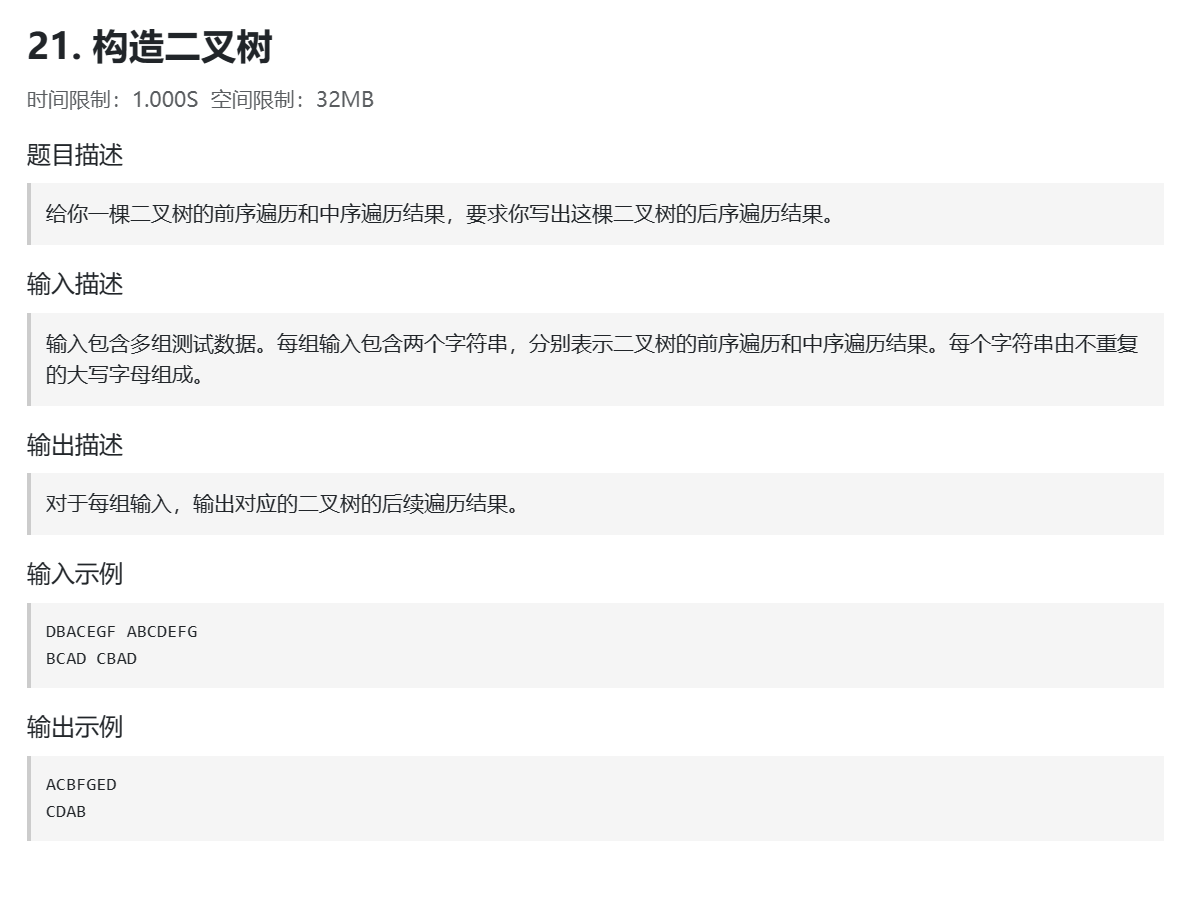 21. 构造二叉树
时间限制：1.000S 空间限制：32MB
题目描述
给你一棵二叉树的前序遍历和中序遍历结果，要求你写出这棵二叉树的后序遍历结果。
输入描述
输入包含多组测试数据。每组输入包含两个字符串，分别表示二叉树的前序遍历和中序遍历结果。每个字符串由不重复
的大写字母组成。
输出描述
对于每组输入，输出对应的二叉树的后续遍历结果。
输入示例
DBACEGF ABCDEFG
BCAD CBAD
输出示例
ACBFGED
CDAB